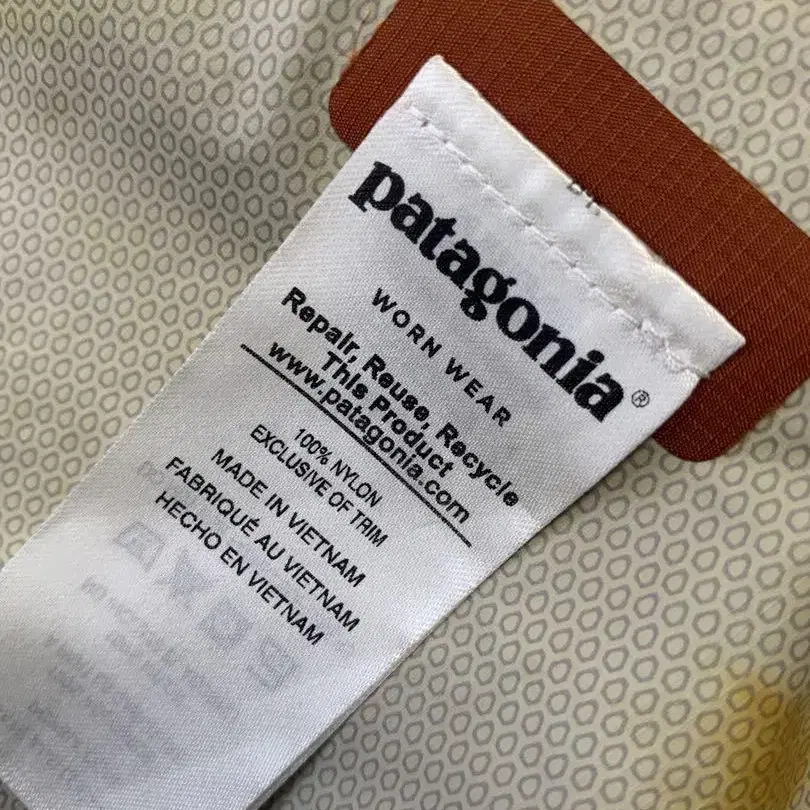 patagonia®
WORN WEAR
Repair, Reuse, Recycle
This Product
www.patagonia.com
100% NYLON
EXCLUSIVE OF TRIM
MADE IN VIETNAM
FABRIQUÉ AU VIETNAM
HECHO EN VIETNAM